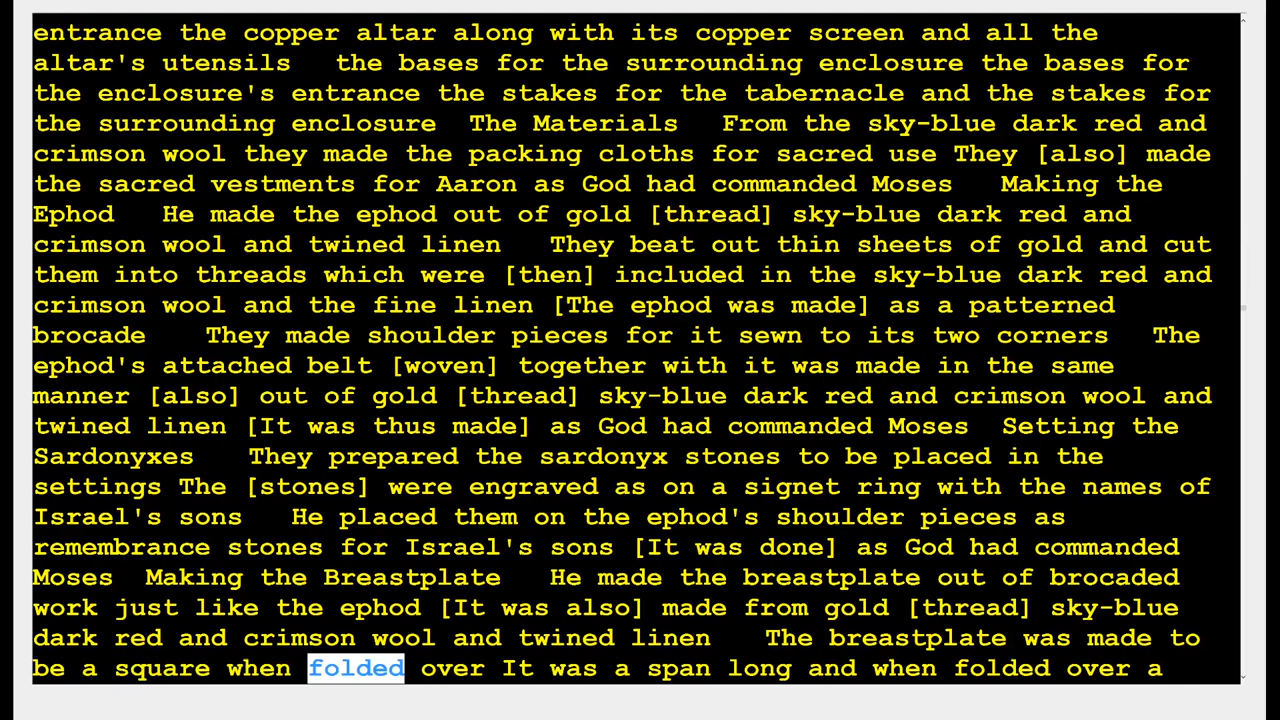 entrance the copper altar along with its copper screen and all the
altar's utensils the bases for the surrounding enclosure the bases for
the enclosure's entrance the stakes for the tabernacle and the stakes for
the surrounding enclosure The Materials From the sky-blue dark red and
crimson wool they made the packing cloths for sacred use They [also] made
the sacred vestments for Aaron as God had commanded Moses Making the
Ephod He made the ephod out of gold [thread] sky-blue dark red and
crimson wool and twined linen They beat out thin sheets of gold and cut
them into threads which were [then] included in the sky-blue dark red and
crimson wool and the fine linen [The ephod was made] as a patterned
brocade They made shoulder pieces for it sewn to its two corners The
ephod's attached belt [woven] together with it was made in the same
manner [also] out of gold [thread] sky-blue dark red and crimson wool and
twined linen [It was thus made] as God had commanded Moses Setting the
Sardonyxes They prepared the sardonyx stones to be placed in the
settings The [stones] were engraved as on a signet ring with the names of
Israel's sons He placed them on the ephod's shoulder pieces as
remembrance stones for Israel's sons [It was done] as God had commanded
Moses Making the Breastplate He made the breastplate out of brocaded
work just like the ephod [It was also] made from gold [thread] sky-blue
dark red and crimson wool and twined linen The breastplate was made to
be a square when folded over It was a span long and when folded over a